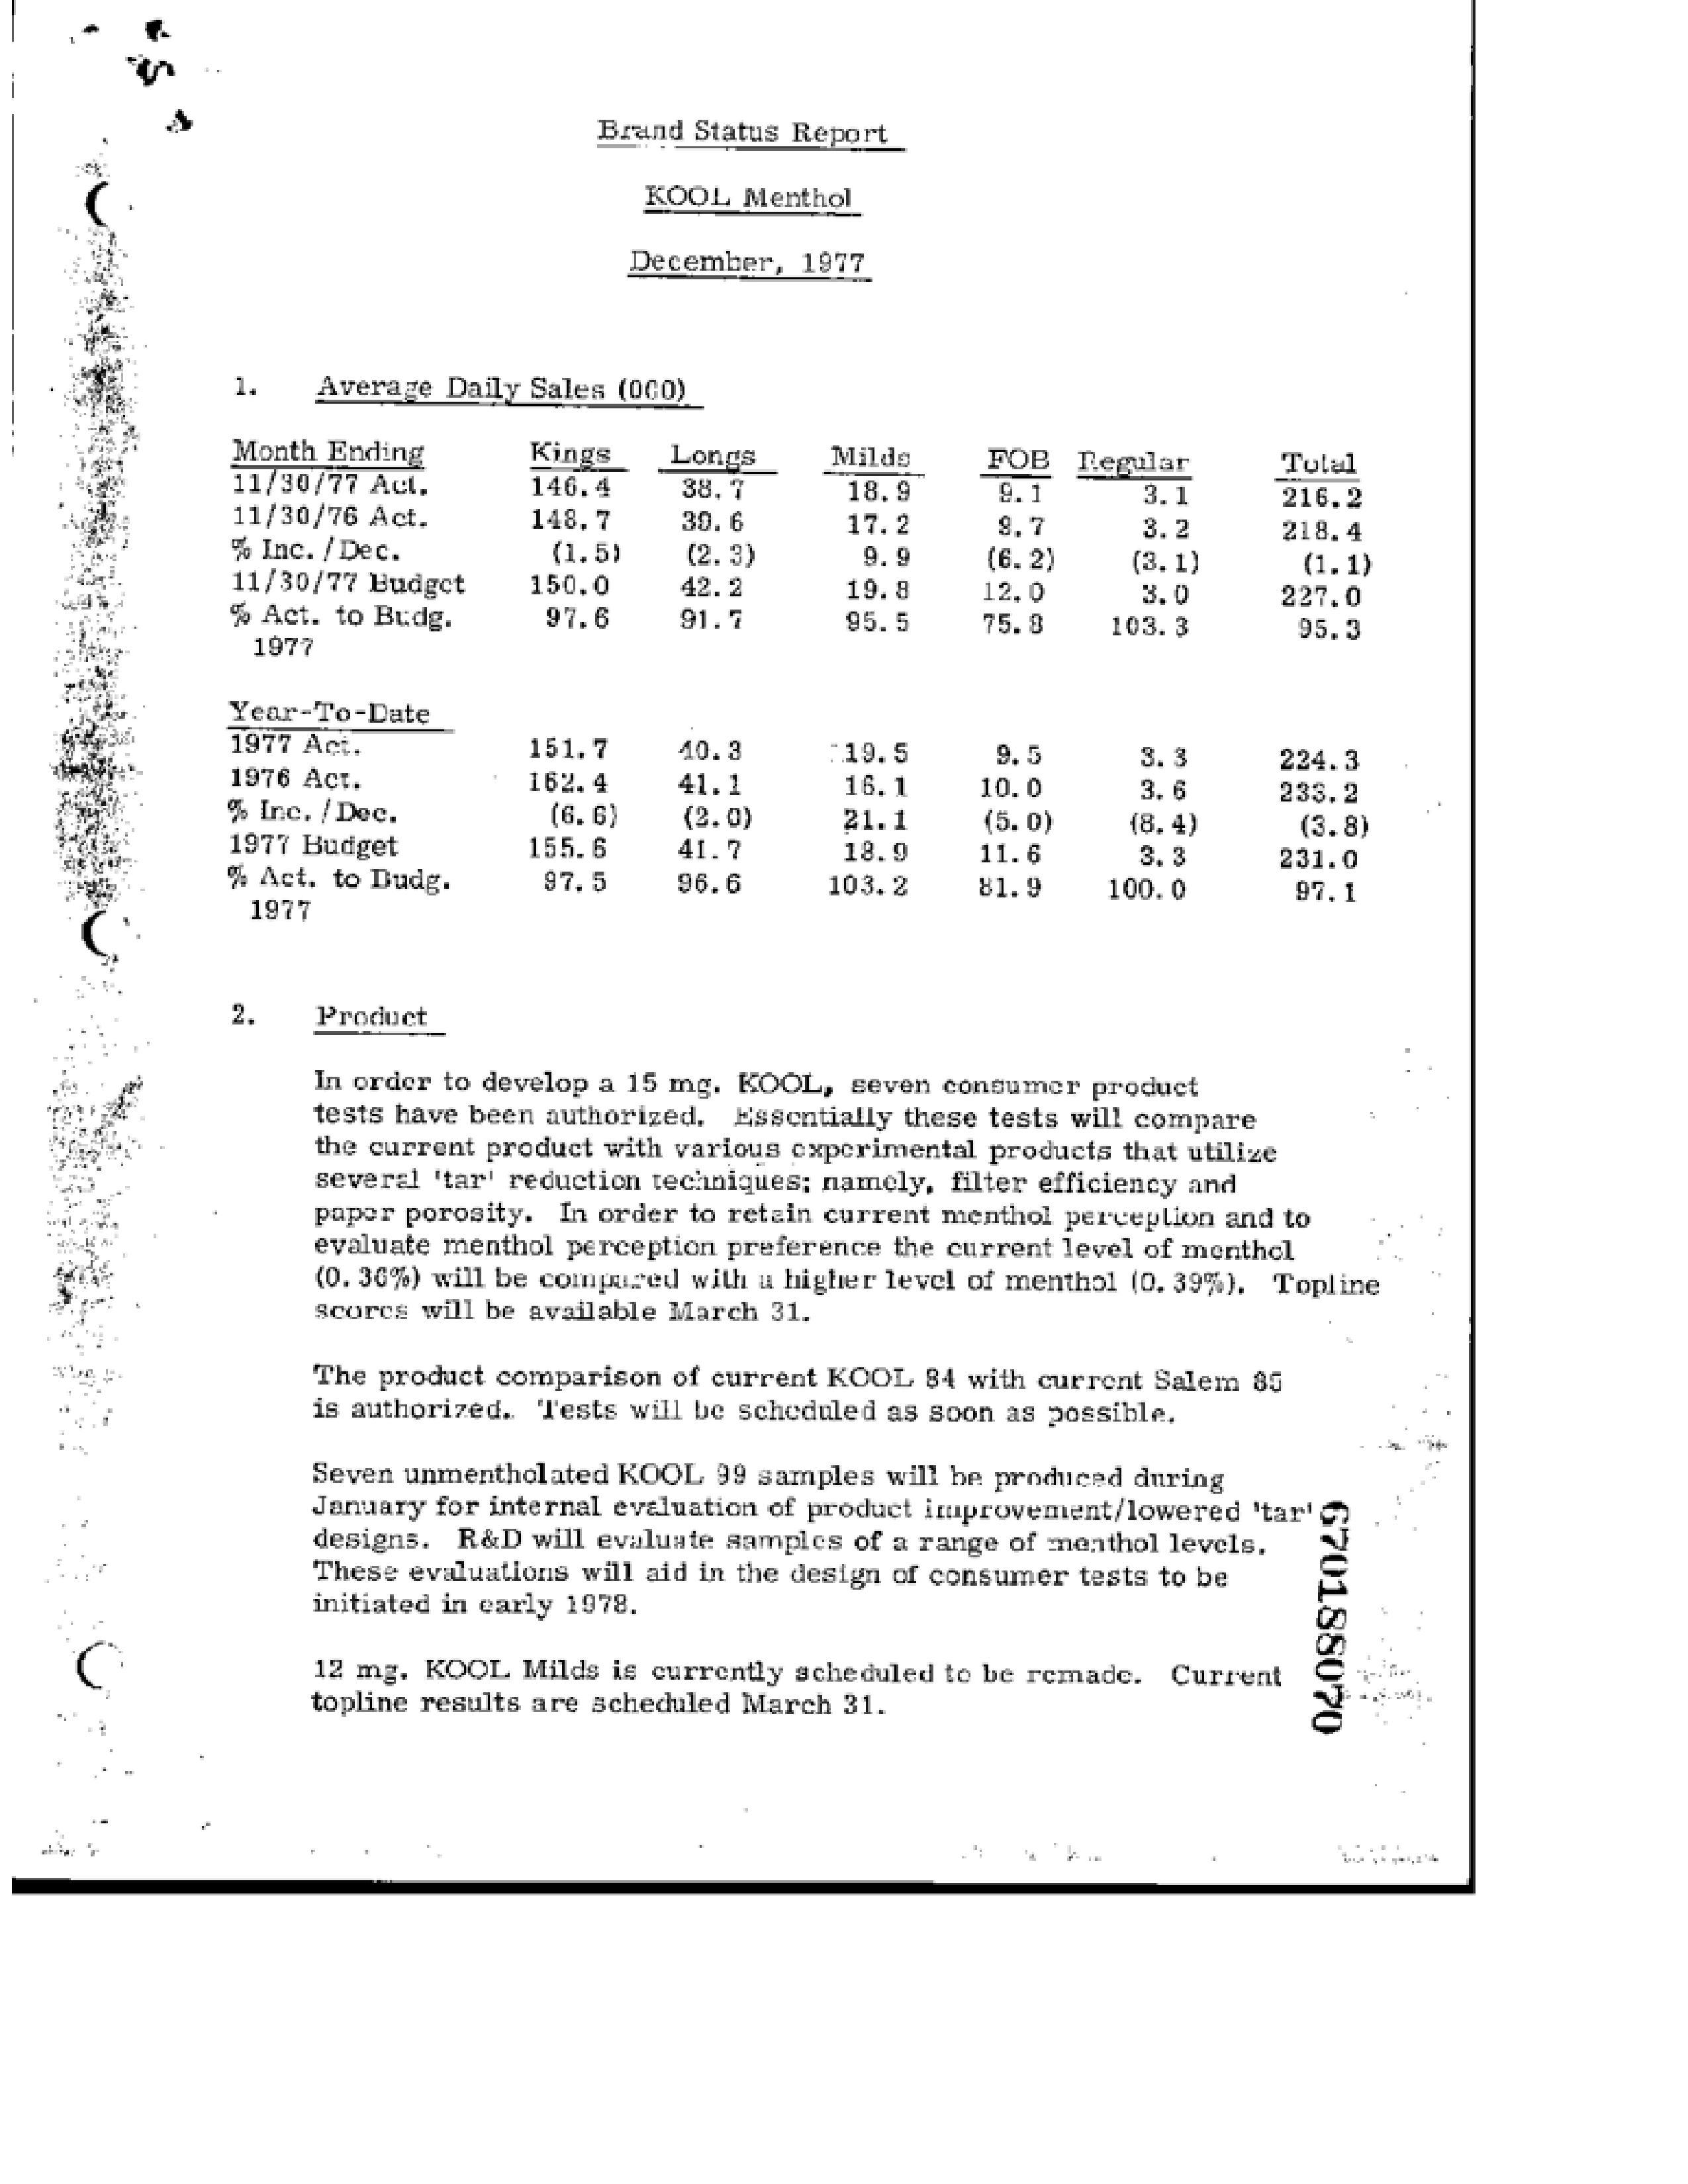 Brand Status Report
KOOL Menthol
December, 1977
1. Average Daily Sales (000)
Month Ending Kings Longs Milds FOB Regular Total
11/30/77 Act. 146.4 38.7 18.9 9.1 3.1 216.2
11/30/76 Act. 148.7 39.6 17.2 9.7 3.2 218.4
% Inc. /Dec. (1.5) (2.3) 9.9 (6.2) (3.1) (1.1)
11/30/77 Budget 150.0 42.2 19.8 12.0 3.0 227.0
% Act. to Budg. 97.6 91.7 95.5 75.8 103.3 95.3
1977
Year-To-Date
1977 Act. 151.7 40.3 19.5 9.5 3.3 224.3
1976 Act. 162.4 41.1 16.1 10.0 3.6 233.2
% Inc. /Dec. (6.6) (2.0) 21.1 (5.0) (8.4) (3.8)
1977 Budget 155.6 41.7 18.9 11.6 3.3 231.0
% Act. to Budg. 97.5 96.6 103.2 81.9 100.0 97.1
1977
2. Product
In order to develop a 15 mg. KOOL, seven consumer product
tests have been authorized. Essentially these tests will compare
the current product with various experimental products that utilize
several 'tar' reduction techniques; namely, filter efficiency and
paper porosity. In order to retain current menthol perception and to
evaluate menthol perception preference the current level of menthol
(0.36%) will be compared with a higher level of menthol (0.39%). Topline
scores will be available March 31.
The product comparison of current KOOL 84 with current Salem 85
is authorized. Tests will be scheduled as soon as possible.
Seven unmentholated KOOL 99 samples will be produced during
January for internal evaluation of product improvement/lowered 'tar'
designs. R&D will evaluate samples of a range of menthol levels.
These evaluations will aid in the design of consumer tests to be
initiated in early 1978.
12 mg. KOOL Milds is currently scheduled to be remade. Current
topline results are scheduled March 31.
670188070